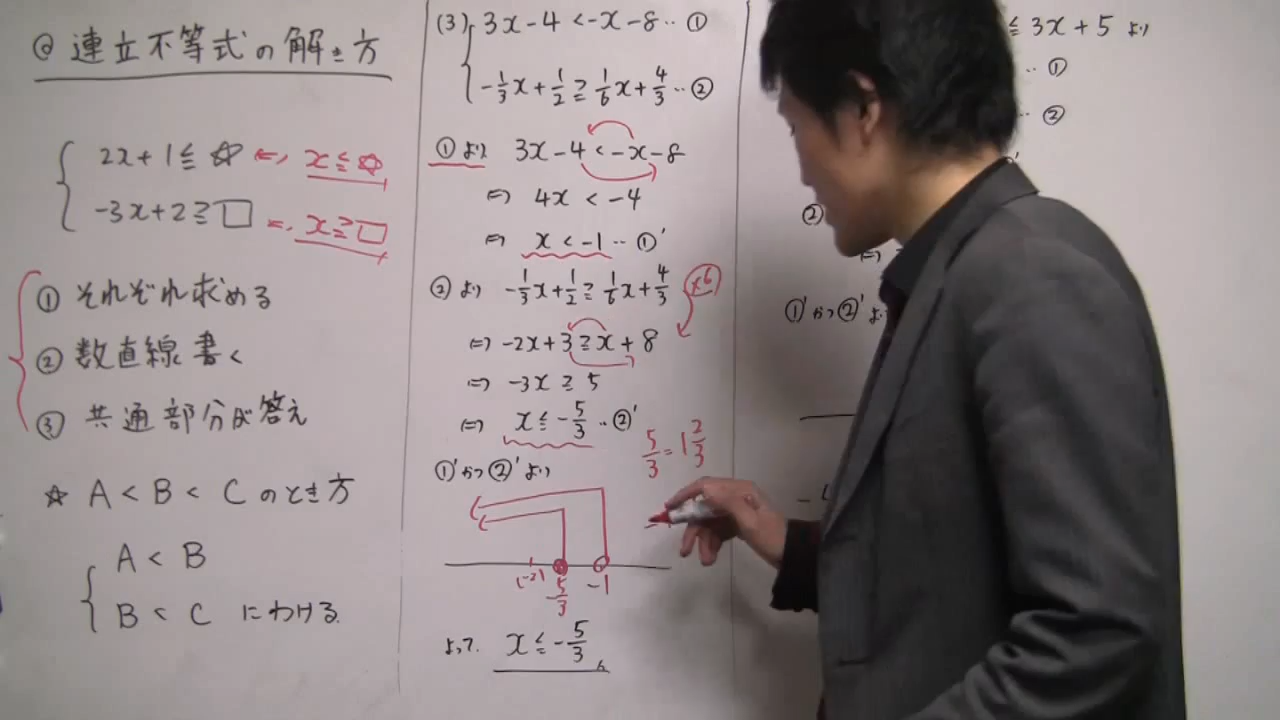 @ 連立不等式の解き方
2x+1≦☆ ⇐, x≦☆
-3x+2≧□ ⇐, x≧□
① それぞれ求める
② 数直線書く
③ 共通部分が答え
☆ A < B < C のとき方
A < B
B < C にわける
(3) 3x-4<-x-8‥①
-1/3x+1/2≧1/6x+4/3‥②
①より 3x-4<-x-8
⇔ 4x < -4
⇔ x<-1‥①'
②より -1/3x+1/2≧1/6x+4/3 ×6
⇔ -2x+3≧x+8
⇔ -3x≧5
⇔ x≦-5/3‥②'
5/3=1 2/3
①'かつ②'より
(-2) -5/3 -1
よって. x≦-5/3
≦3x+5より
‥①
‥②
②
①'かつ②'よ